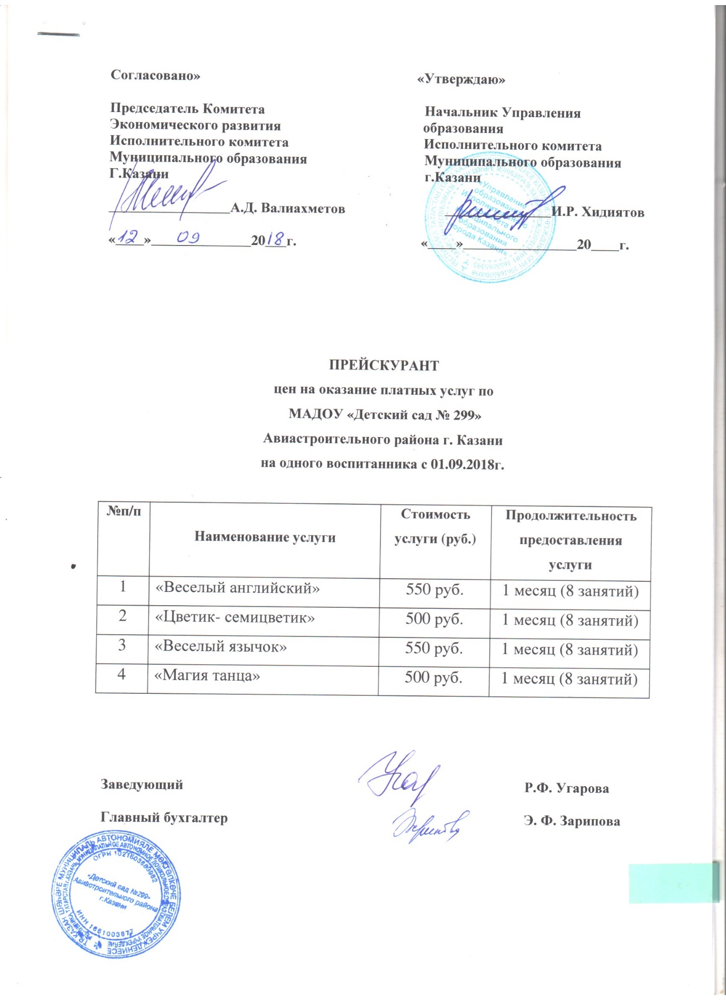 Согласовано»
Председатель Комитета
Экономического развития
Исполнительного комитета
Муниципального образования
Г.Казани
_________________А.Д. Валиахметов
«12»______09________2018г.
«Утверждаю»
Начальник Управления
образования
Исполнительного комитета
Муниципального образования
г.Казани
_______________И.Р. Хидиятов
«____»________________20____г.
«Управление
образования
Исполнительного
комитета
муниципального
образования
города Казани»
ПРЕЙСКУРАНТ
цен на оказание платных услуг по
МАДОУ «Детский сад № 299»
Авиастроительного района г. Казани
на одного воспитанника с 01.09.2018г.
№п/п Наименование услуги Стоимость услуги (руб.) Продолжительность предоставления услуги
1 «Веселый английский» 550 руб. 1 месяц (8 занятий)
2 «Цветик- семицветик» 500 руб. 1 месяц (8 занятий)
3 «Веселый язычок» 550 руб. 1 месяц (8 занятий)
4 «Магия танца» 500 руб. 1 месяц (8 занятий)
Заведующий Р.Ф. Угарова
Главный бухгалтер Э. Ф. Зарипова
«Детский сад №299»
Авиастроительного района
г.Казани